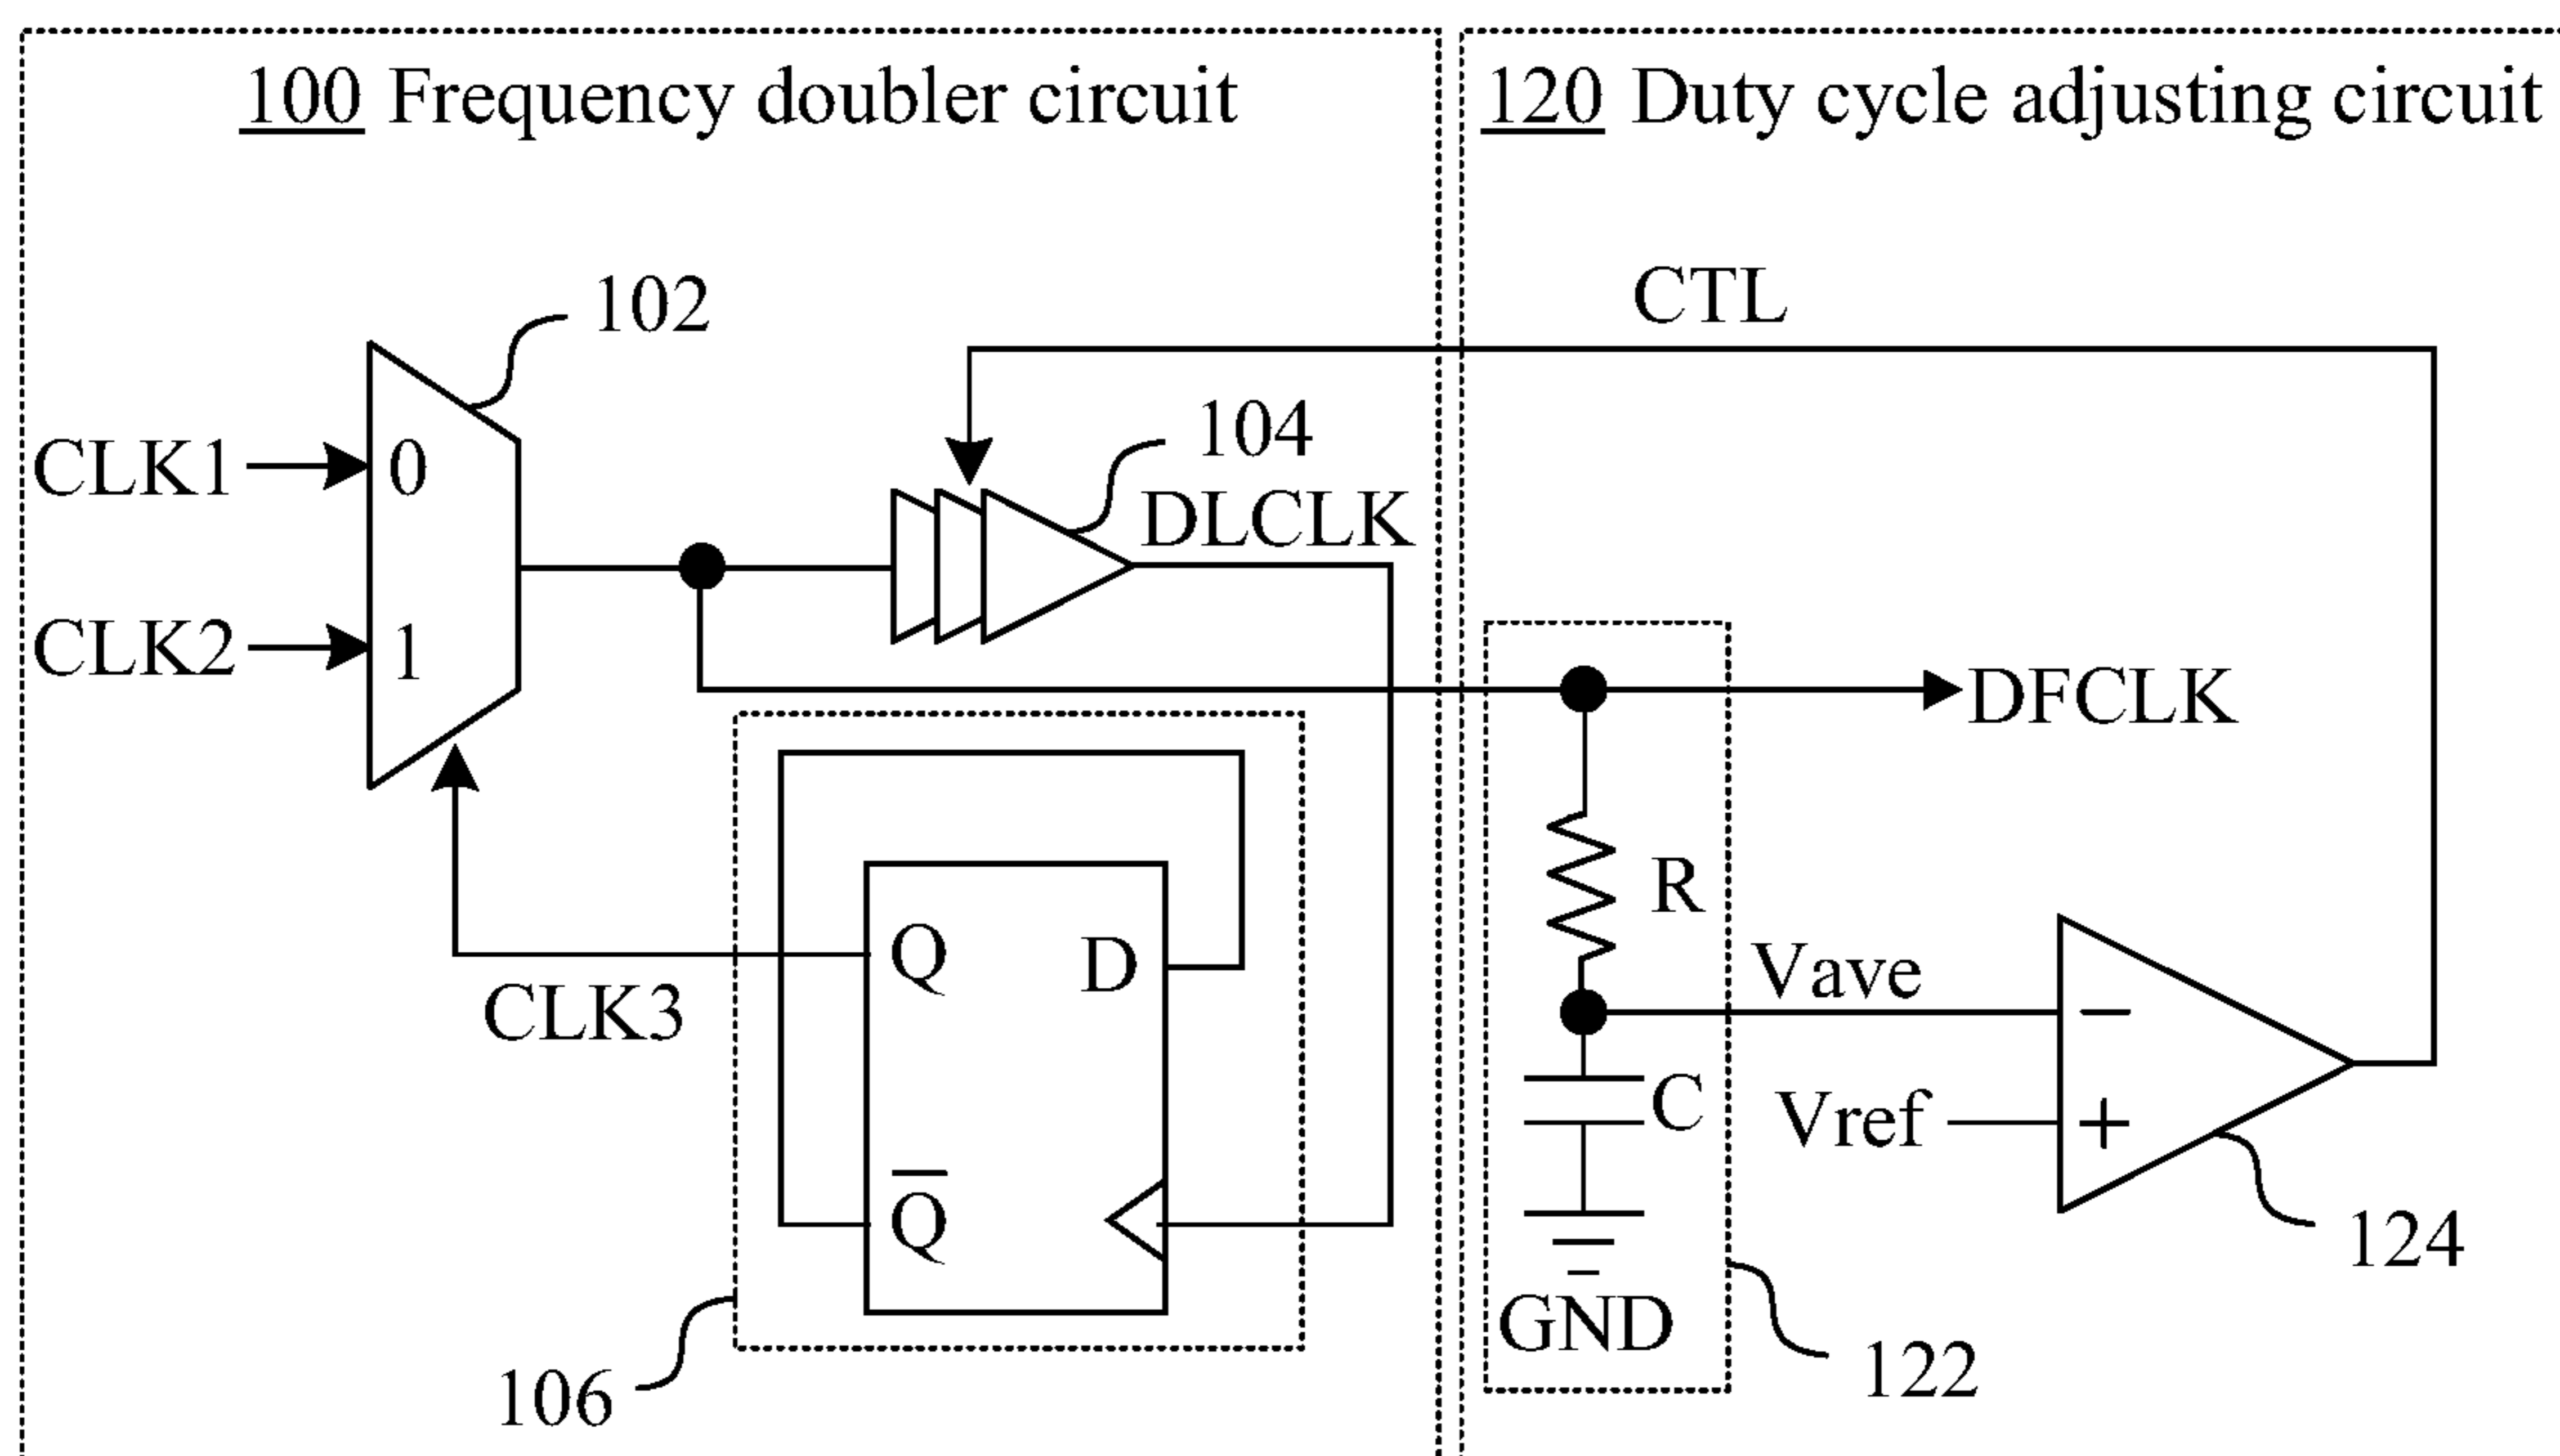 100 Frequency doubler circuit
120 Duty cycle adjusting circuit
CTL
102
104
CLK1
0
DLCLK
CLK2
1
DFCLK
R
Q
D
Vave
−
CLK3
C
Vref
+
Q̅
124
GND
122
106